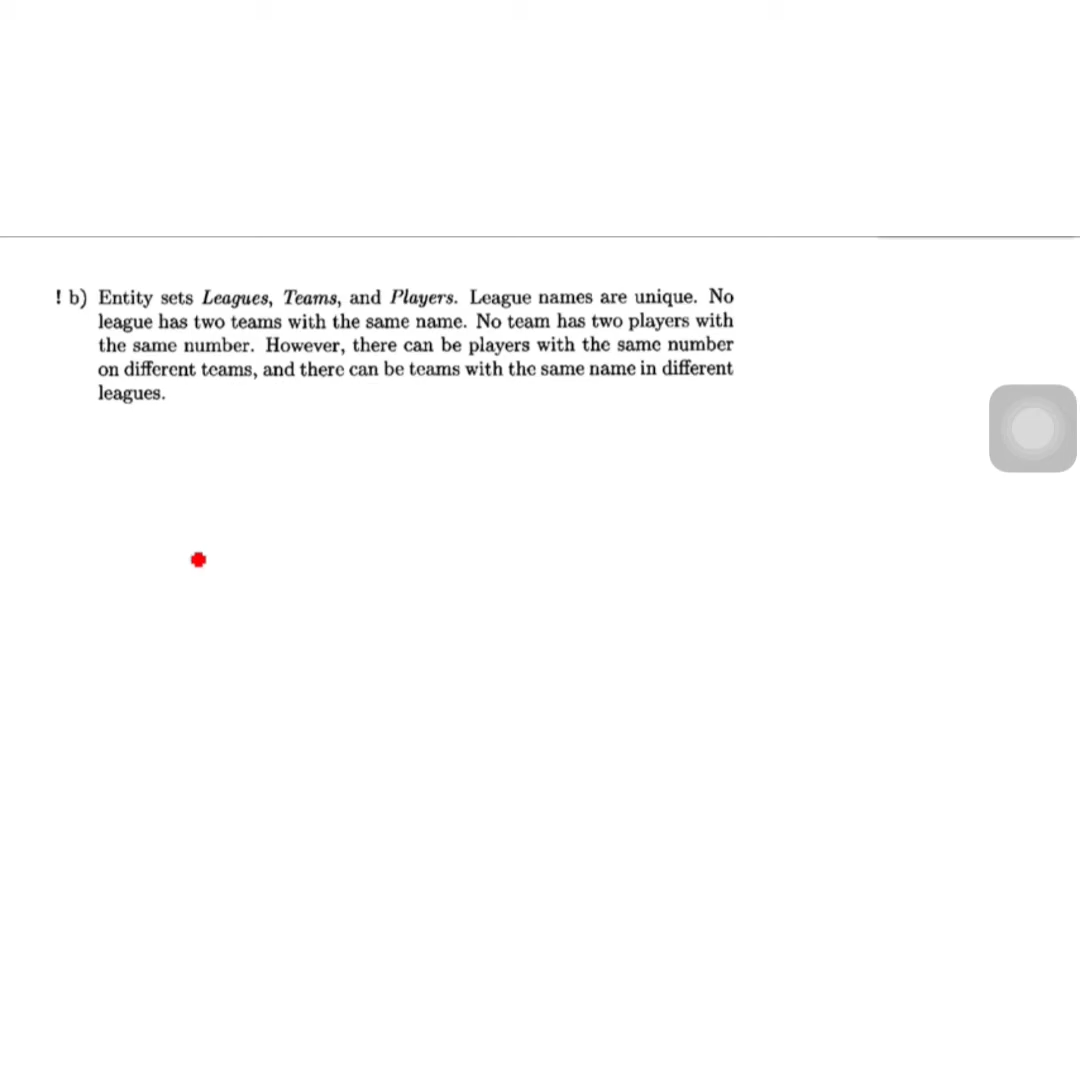 ! b) Entity sets Leagues, Teams, and Players. League names are unique. No
league has two teams with the same name. No team has two players with
the same number. However, there can be players with the same number
on different teams, and there can be teams with the same name in different
leagues.